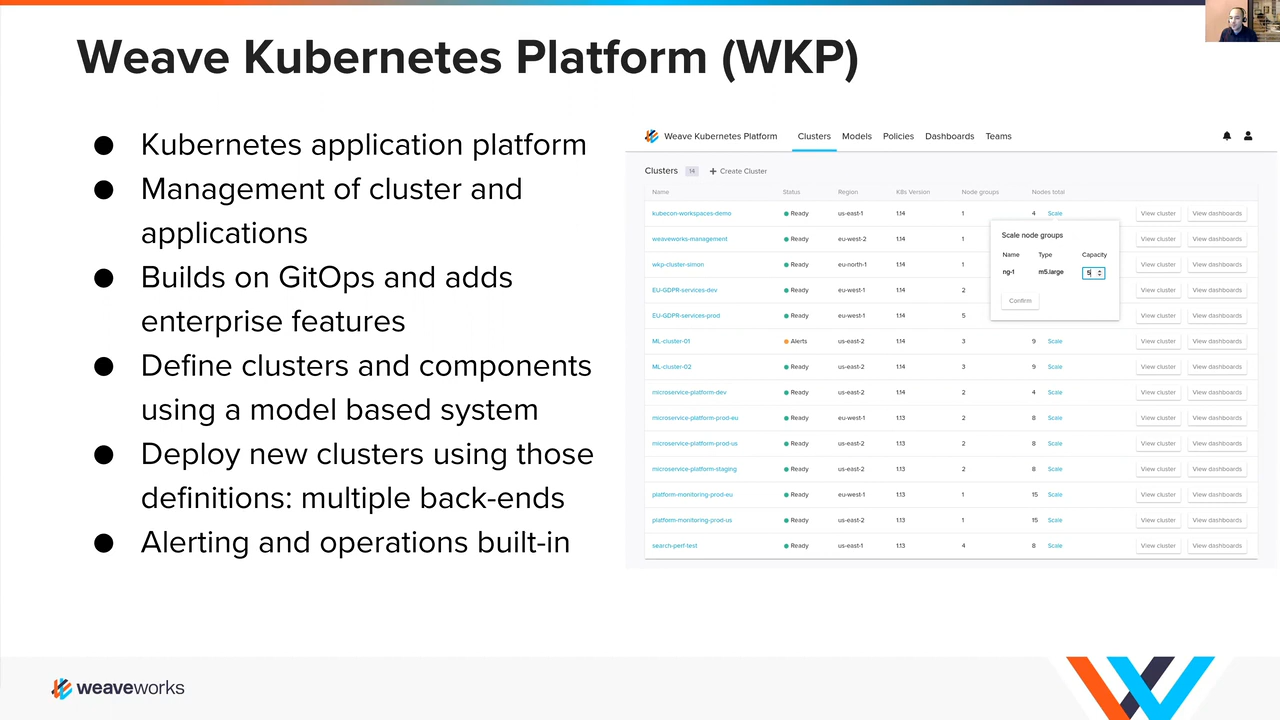 Weave Kubernetes Platform (WKP)
● Kubernetes application platform
● Management of cluster and
applications
● Builds on GitOps and adds
enterprise features
● Define clusters and components
using a model based system
● Deploy new clusters using those
definitions: multiple back-ends
● Alerting and operations built-in
Weave Kubernetes Platform Clusters Models Policies Dashboards Teams
Clusters 14 + Create Cluster
Name Status Region K8s Version Node groups Nodes total
kubecon-workspaces-demo Ready us-east-1 1.14 1 4 Scale View cluster View dashboards
weaveworks-management Ready eu-west-2 1.14 1 View cluster View dashboards
wkp-cluster-simon Ready eu-north-1 1.14 1 View cluster View dashboards
EU-GDPR-services-dev Ready eu-west-1 1.14 2 View cluster View dashboards
EU-GDPR-services-prod Ready eu-west-1 1.14 5 View cluster View dashboards
Scale node groups
Name Type Capacity
ng-1 m5.large 5
Confirm
ML-cluster-01 Alerts us-east-2 1.14 3 9 Scale View cluster View dashboards
ML-cluster-02 Ready us-east-2 1.14 3 9 Scale View cluster View dashboards
microservice-platform-dev Ready us-east-2 1.14 2 4 Scale View cluster View dashboards
microservice-platform-prod-eu Ready eu-west-1 1.13 2 8 Scale View cluster View dashboards
microservice-platform-prod-us Ready us-east-2 1.13 2 8 Scale View cluster View dashboards
microservice-platform-staging Ready us-east-2 1.13 2 8 Scale View cluster View dashboards
platform-monitoring-prod-eu Ready eu-west-1 1.13 1 15 Scale View cluster View dashboards
platform-monitoring-prod-us Ready us-east-2 1.13 1 15 Scale View cluster View dashboards
search-perf-test Ready us-east-1 1.13 4 8 Scale View cluster View dashboards
weaveworks